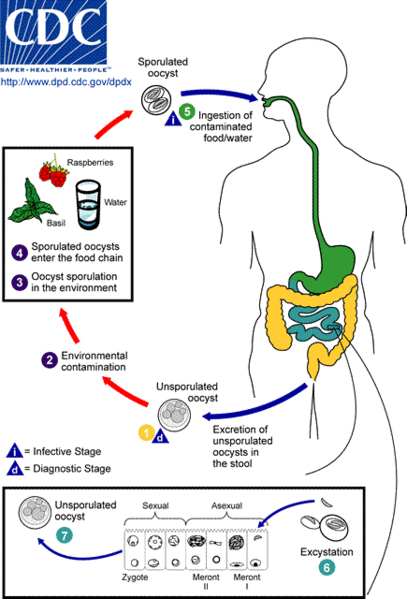 CDC
SAFER • HEALTHIER • PEOPLE™
http://www.dpd.cdc.gov/dpdx
Sporulated
oocyst
i
5
Ingestion of
contaminated
food/water
Raspberries
Water
Basil
4 Sporulated oocysts
enter the food chain
3 Oocyst sporulation
in the environment
2 Environmental
contamination
Unsporulated
oocyst
1
d
Excretion of
unsporulated
oocysts in
the stool
i = Infective Stage
d = Diagnostic Stage
Unsporulated
oocyst
7
Sexual
Asexual
Zygote
Meront
II
Meront
I
Excystation
6